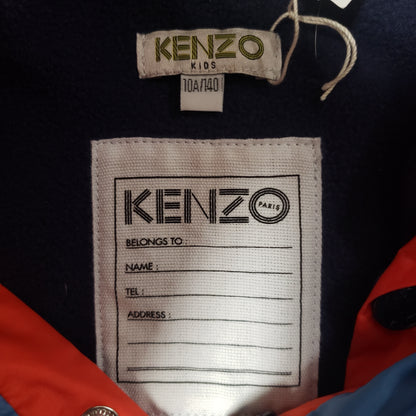 KENZO
KIDS
10A/140
KENZO
PARIS
BELONGS TO :
NAME :
TEL :
ADDRESS :